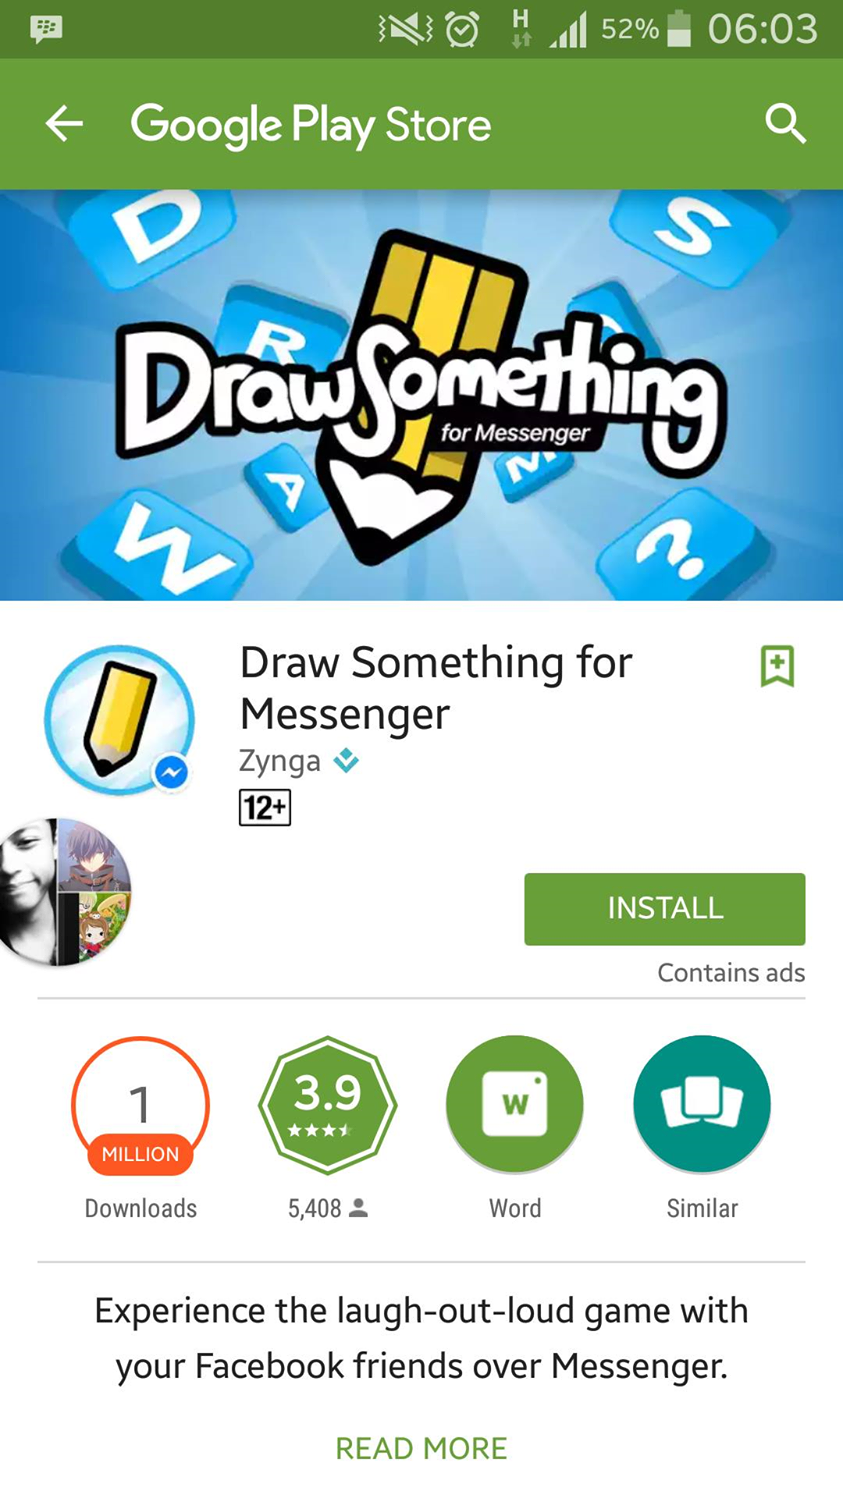 H 52% 06:03
Google Play Store
D S
R
DrawSomething
for Messenger
A M
W ?
Draw Something for
Messenger
Zynga
12+
INSTALL
Contains ads
1
MILLION
3.9
W
Downloads 5,408 Word Similar
Experience the laugh-out-loud game with
your Facebook friends over Messenger.
READ MORE